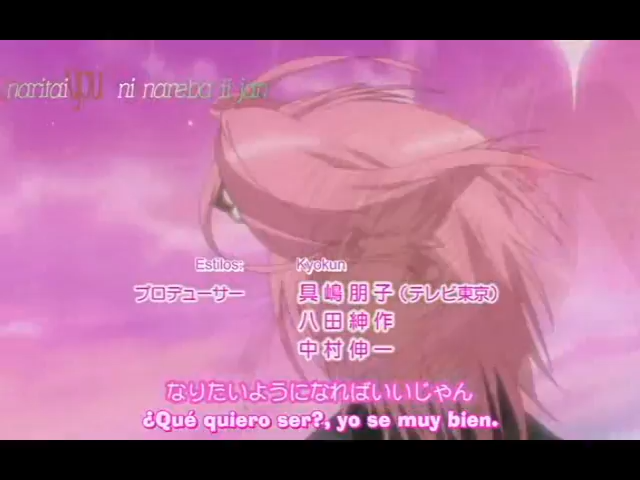 naritai you ni nareba ii jan
Estilos: Kyokun
プロデューサー 具嶋朋子(テレビ東京)
八田紳作
中村伸一
なりたいようになればいいじゃん
¿Qué quiero ser?, yo se muy bien.